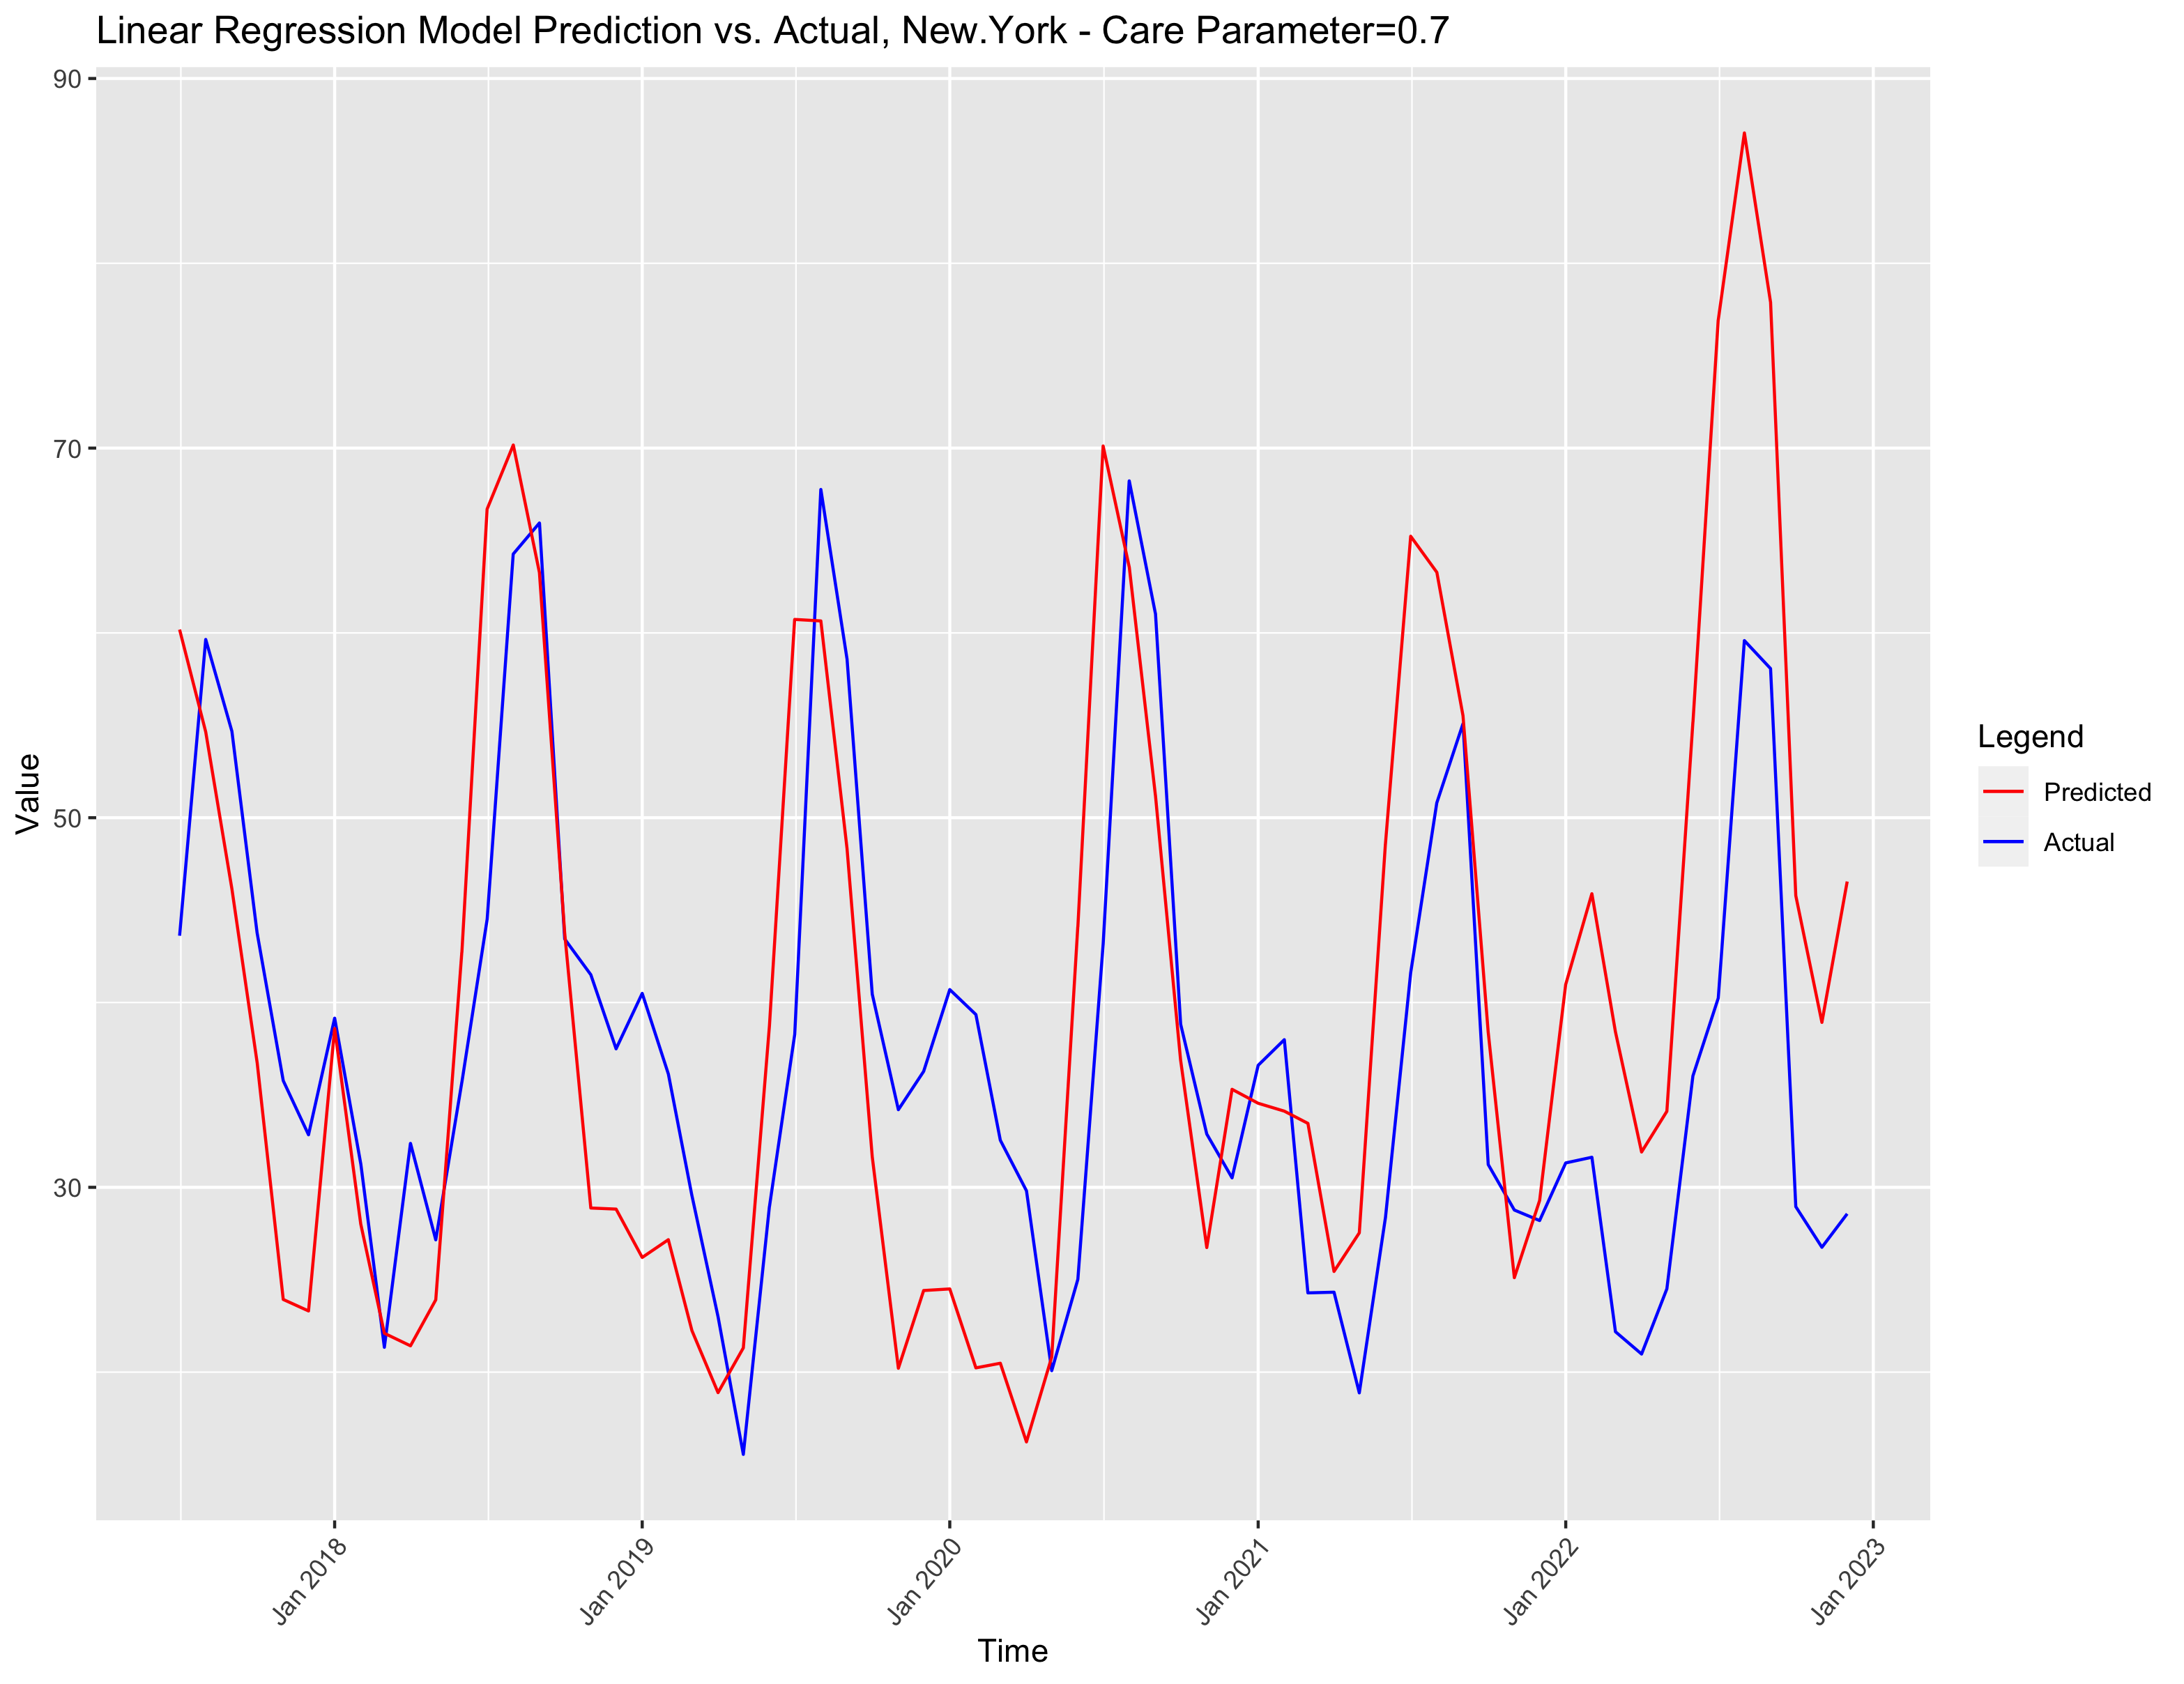 Linear Regression Model Prediction vs. Actual, New.York - Care Parameter=0.7
90
70
50
30
Value
Jan 2018
Jan 2019
Jan 2020
Jan 2021
Jan 2022
Jan 2023
Time
Legend
Predicted
Actual